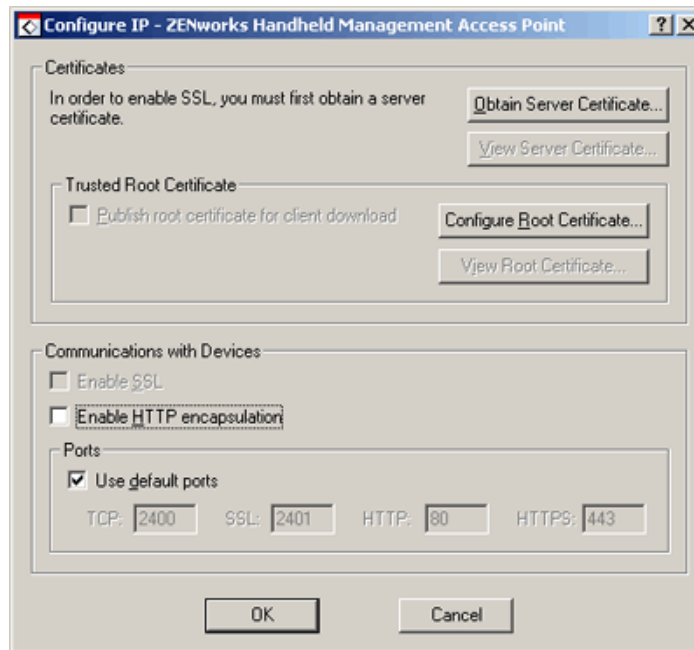 Configure IP - ZENworks Handheld Management Access Point
Certificates
In order to enable SSL, you must first obtain a server
certificate.
Obtain Server Certificate...
View Server Certificate...
Trusted Root Certificate
Publish root certificate for client download
Configure Root Certificate...
View Root Certificate...
Communications with Devices
Enable SSL
Enable HTTP encapsulation
Ports
Use default ports
TCP: 2400 SSL: 2401 HTTP: 80 HTTPS: 443
OK Cancel